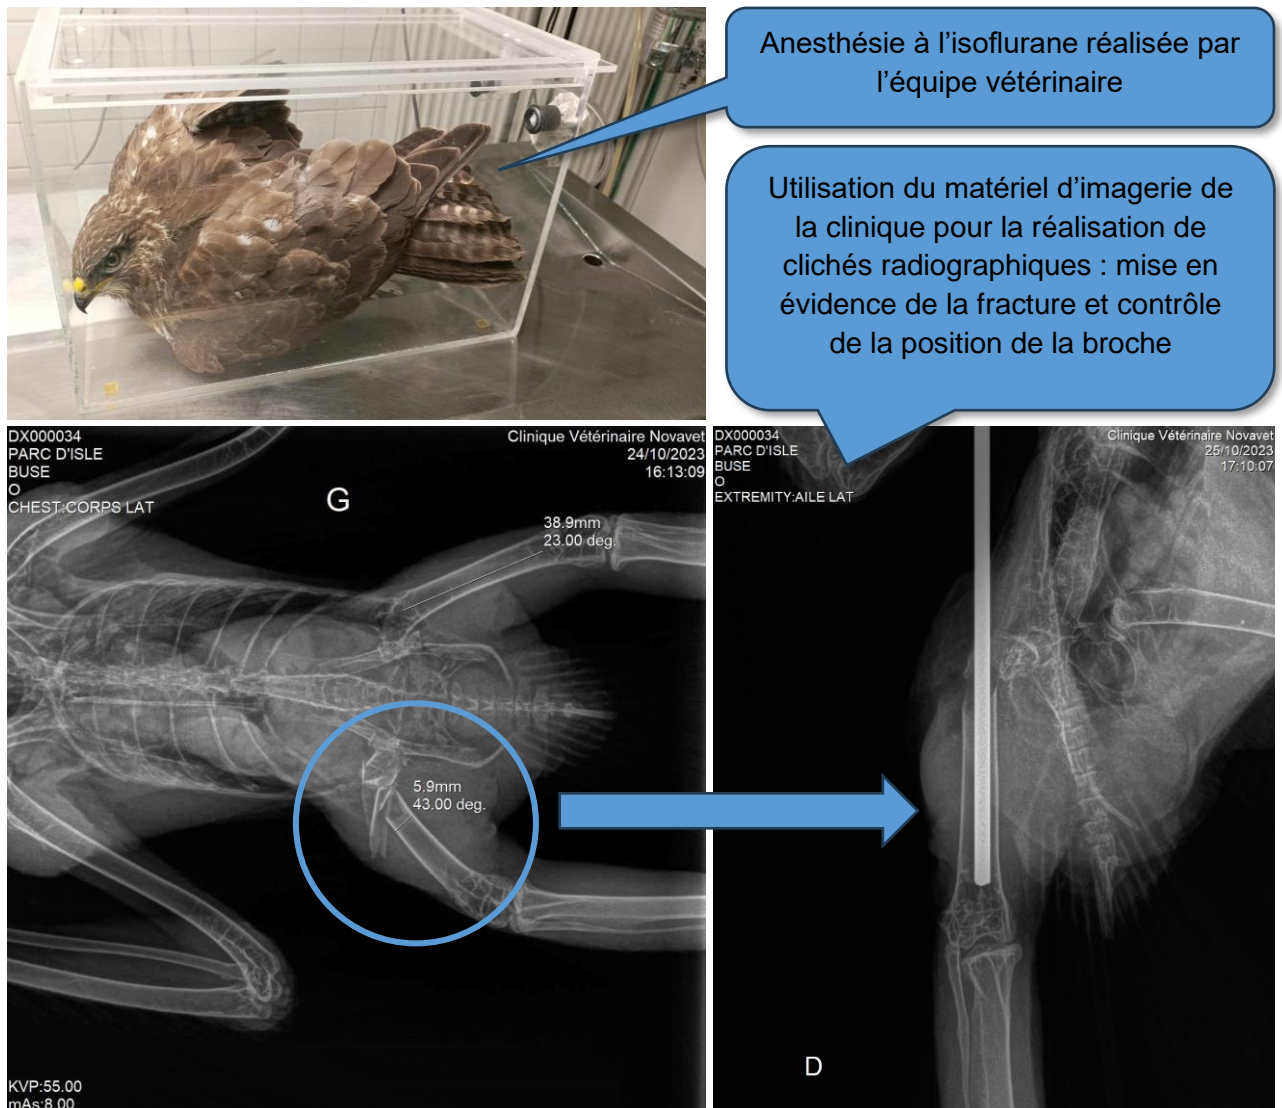 Anesthésie à l’isoflurane réalisée par
l’équipe vétérinaire
Utilisation du matériel d’imagerie de
la clinique pour la réalisation de
clichés radiographiques : mise en
évidence de la fracture et contrôle
de la position de la broche
DX000034
PARC D'ISLE
BUSE
O
CHEST:CORPS LAT
Clinique Vétérinaire Novavet
24/10/2023
16:13:09
G
38.9mm
23.00 deg.
5.9mm
43.00 deg.
KVP:55.00
mAs:8.00
DX000034
PARC D'ISLE
BUSE
O
EXTREMITY:AILE LAT
Clinique Vétérinaire Novavet
25/10/2023
17:10:07
D